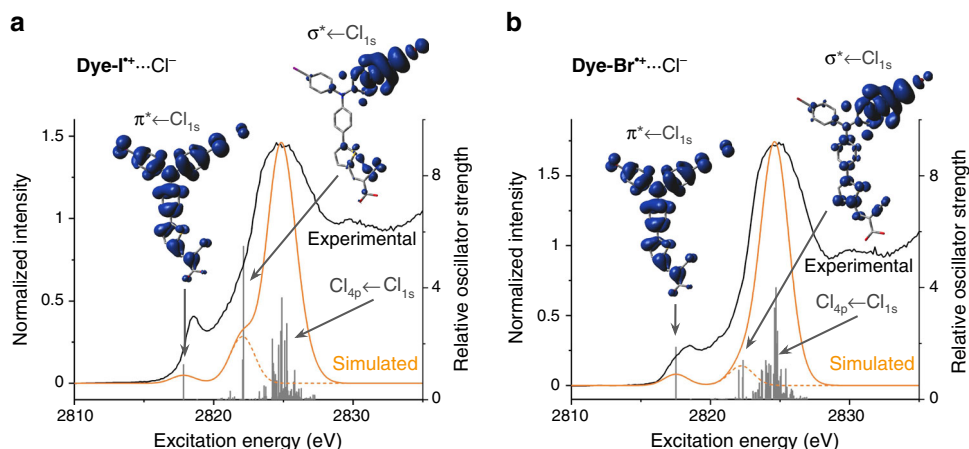 a
Dye-I•+···Cl−
σ*←Cl1s
π*←Cl1s
Normalized intensity
1.5
1
0.5
0
8
4
0
Relative oscillator strength
Experimental
Cl4p←Cl1s
Simulated
2810
2820
2830
Excitation energy (eV)
b
Dye-Br•+···Cl−
σ*←Cl1s
π*←Cl1s
Normalized intensity
1.5
1
0.5
0
8
4
0
Relative oscillator strength
Experimental
Cl4p←Cl1s
Simulated
2810
2820
2830
Excitation energy (eV)